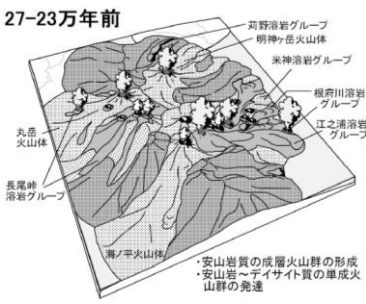 27-23万年前
苅野溶岩グループ
明神ヶ岳火山体
米神溶岩グループ
根府川溶岩
グループ
江之浦溶岩
グループ
丸岳
火山体
長尾峠
溶岩グループ
海ノ平火山体
・安山岩質の成層火山群の形成
・安山岩～デイサイト質の単成火
山群の発達